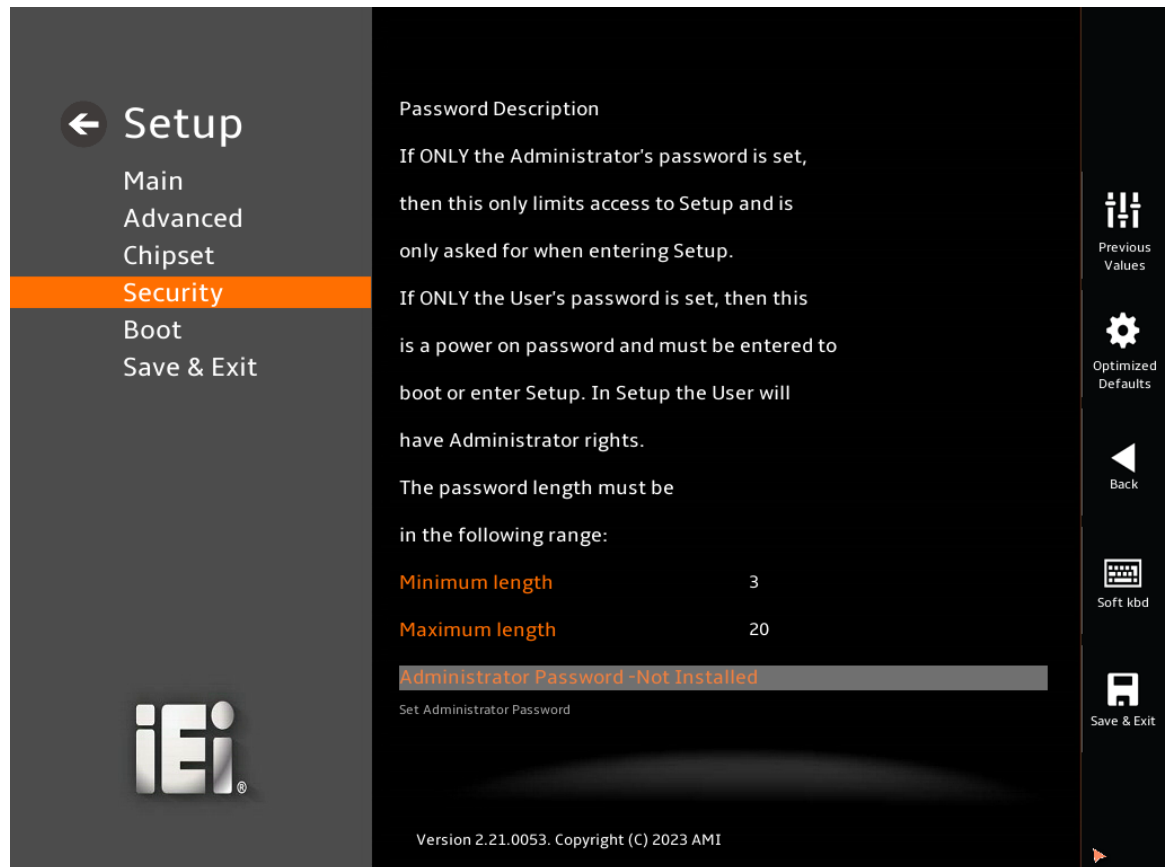 Setup
Main
Advanced
Chipset
Security
Boot
Save & Exit
iEi®
Password Description
If ONLY the Administrator's password is set,
then this only limits access to Setup and is
only asked for when entering Setup.
If ONLY the User's password is set, then this
is a power on password and must be entered to
boot or enter Setup. In Setup the User will
have Administrator rights.
The password length must be
in the following range:
Minimum length 3
Maximum length 20
Administrator Password -Not Installed
Set Administrator Password
Version 2.21.0053. Copyright (C) 2023 AMI
Previous
Values
Optimized
Defaults
Back
Soft kbd
Save & Exit